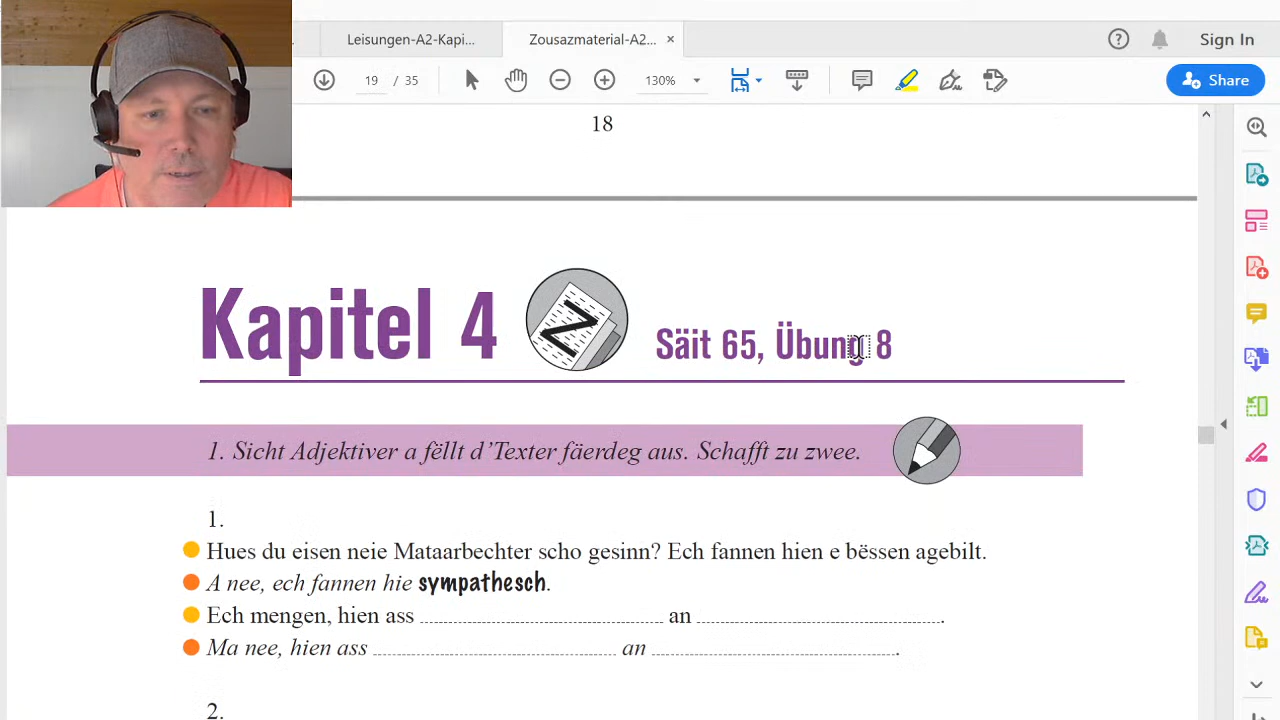 Leisungen-A2-Kapi...
Zousazmaterial-A2...
Sign In
19 / 35
130%
Share
18
Kapitel 4
Z
Säit 65, Übung 8
1. Sicht Adjektiver a fëllt d'Texter fäerdeg aus. Schafft zu zwee.
1.
Hues du eisen neie Mataarbechter scho gesinn? Ech fannen hien e bëssen agebilt.
A nee, ech fannen hie sympathesch.
Ech mengen, hien ass ........ an ........ .
Ma nee, hien ass ........ an ........ .
2.